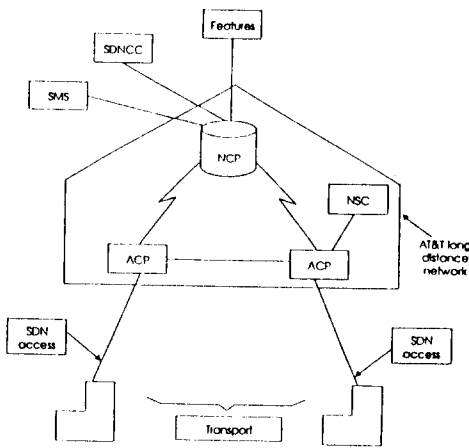 Features
SDNCC
SMS
NCP
NSC
AT&T long
distance
network
ACP
ACP
SDN
access
SDN
access
Transport